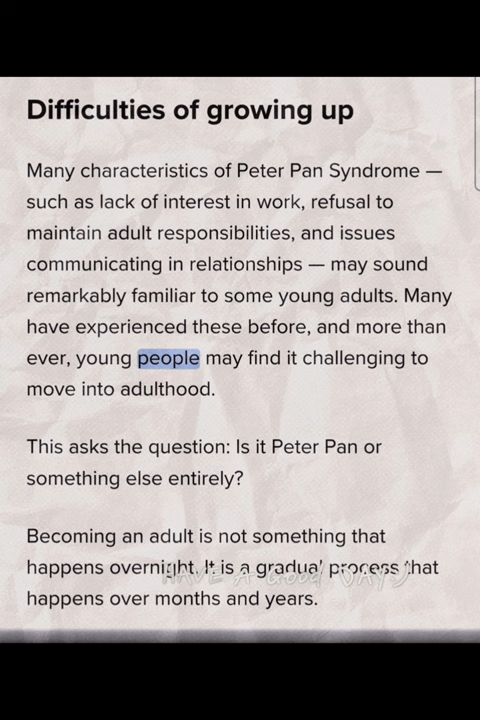 Difficulties of growing up
Many characteristics of Peter Pan Syndrome —
such as lack of interest in work, refusal to
maintain adult responsibilities, and issues
communicating in relationships — may sound
remarkably familiar to some young adults. Many
have experienced these before, and more than
ever, young people may find it challenging to
move into adulthood.
This asks the question: Is it Peter Pan or
something else entirely?
Becoming an adult is not something that
happens overnight. It is a gradual process that
HAVE A GOOD DAY
happens over months and years.